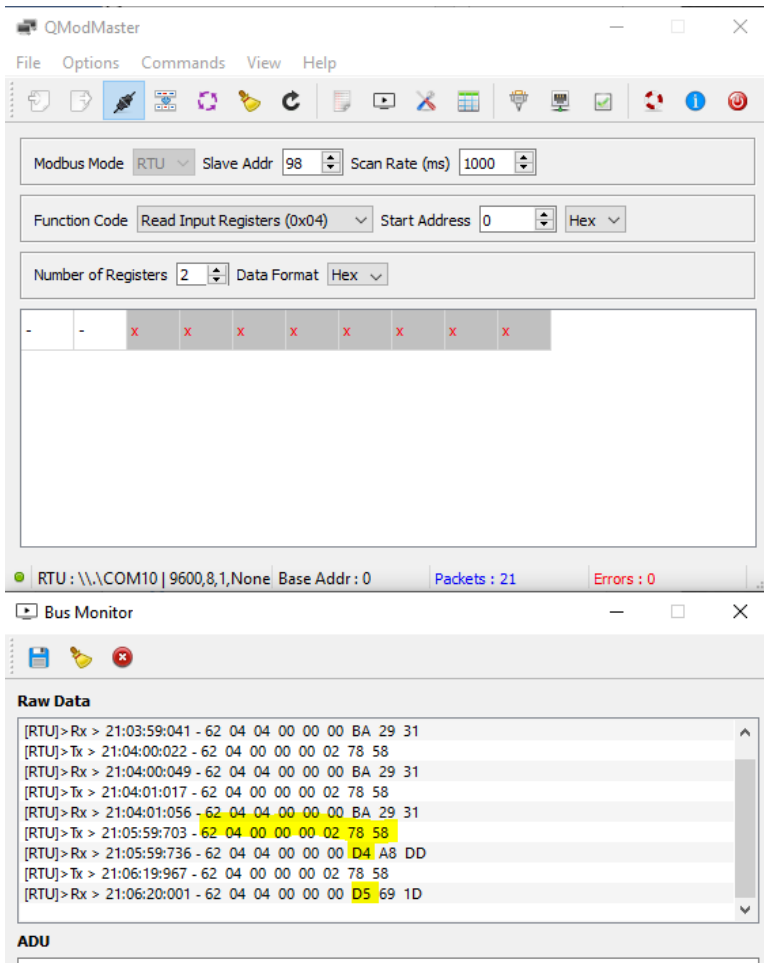 QModMaster
File Options Commands View Help
Modbus Mode RTU Slave Addr 98 Scan Rate (ms) 1000
Function Code Read Input Registers (0x04) Start Address 0 Hex
Number of Registers 2 Data Format Hex
- - x x x x x x x x
RTU : \\.\COM10 | 9600,8,1,None Base Addr : 0 Packets : 21 Errors : 0
Bus Monitor
Raw Data
[RTU]>Rx > 21:03:59:041 - 62 04 04 00 00 00 BA 29 31
[RTU]>Tx > 21:04:00:022 - 62 04 00 00 00 02 78 58
[RTU]>Rx > 21:04:00:049 - 62 04 04 00 00 00 BA 29 31
[RTU]>Tx > 21:04:01:017 - 62 04 00 00 00 02 78 58
[RTU]>Rx > 21:04:01:056 - 62 04 04 00 00 00 BA 29 31
[RTU]>Tx > 21:05:59:703 - 62 04 00 00 00 02 78 58
[RTU]>Rx > 21:05:59:736 - 62 04 04 00 00 00 D4 A8 DD
[RTU]>Tx > 21:06:19:967 - 62 04 00 00 00 02 78 58
[RTU]>Rx > 21:06:20:001 - 62 04 04 00 00 00 D5 69 1D
ADU